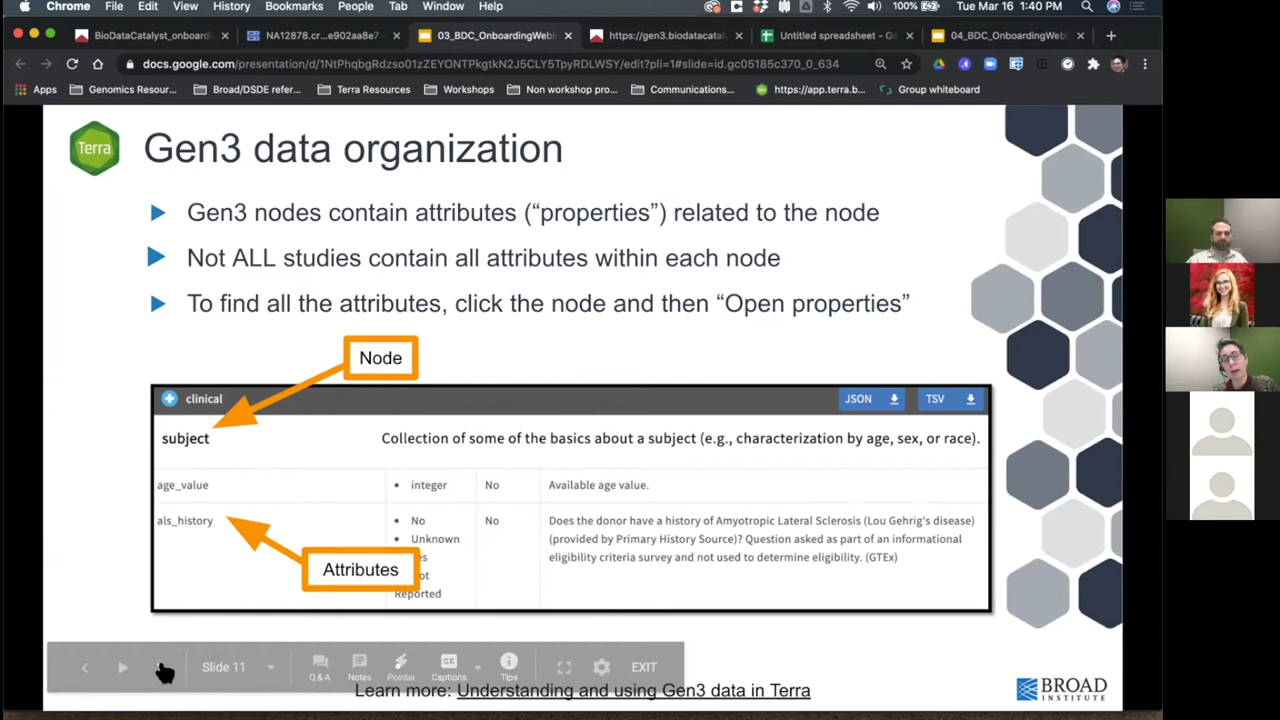 Chrome File Edit View History Bookmarks People Tab Window Help 100% Tue Mar 16 1:40 PM
BioDataCatalyst_onboardi NA12878.cr...e902aa8e7 - 03_BDC_OnboardingWebi https://gen3.biodatacatal Untitled spreadsheet - Go 04_BDC_OnboardingWebi
docs.google.com/presentation/d/1NtPhqbgRdzso01zZEYONTPkgtkN2J5CLY5TpyRDLWSY/edit?pli=1#slide=id.gc05185c370_0_634
Apps Genomics Resour... Broad/DSDE refer... Terra Resources Workshops Non workshop pro... Communications... https://app.terra.b... Group whiteboard
Terra
Gen3 data organization
Gen3 nodes contain attributes (“properties”) related to the node
Not ALL studies contain all attributes within each node
To find all the attributes, click the node and then “Open properties”
Node
clinical JSON TSV
subject Collection of some of the basics about a subject (e.g., characterization by age, sex, or race).
age_value • integer No Available age value.
als_history • No No Does the donor have a history of Amyotropic Lateral Sclerosis (Lou Gehrig's disease)
• Unknown (provided by Primary History Source)? Question asked as part of an informational
eligibility criteria survey and not used to determine eligibility. (GTEx)
Attributes
Reported
Slide 11 Q & A Notes Pointer Captions Tips EXIT
Learn more: Understanding and using Gen3 data in Terra
BROAD
INSTITUTE